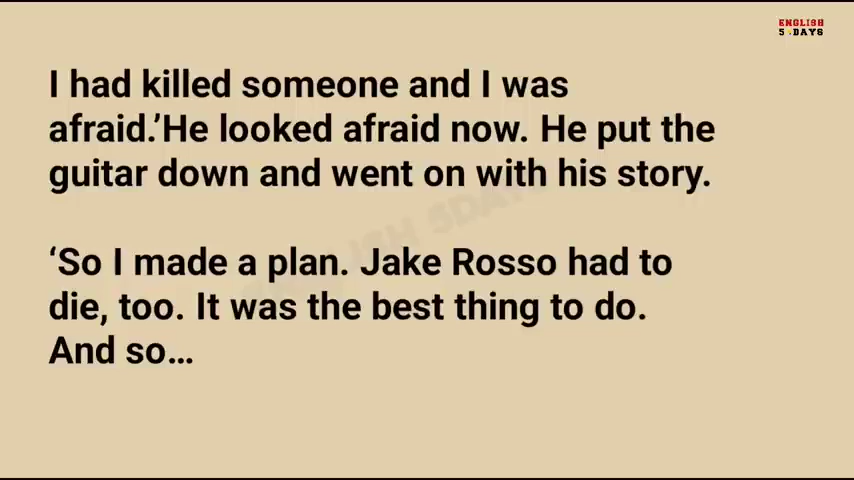 ENGLISH
5 DAYS
I had killed someone and I was
afraid.’He looked afraid now. He put the
guitar down and went on with his story.
‘So I made a plan. Jake Rosso had to
die, too. It was the best thing to do.
And so...